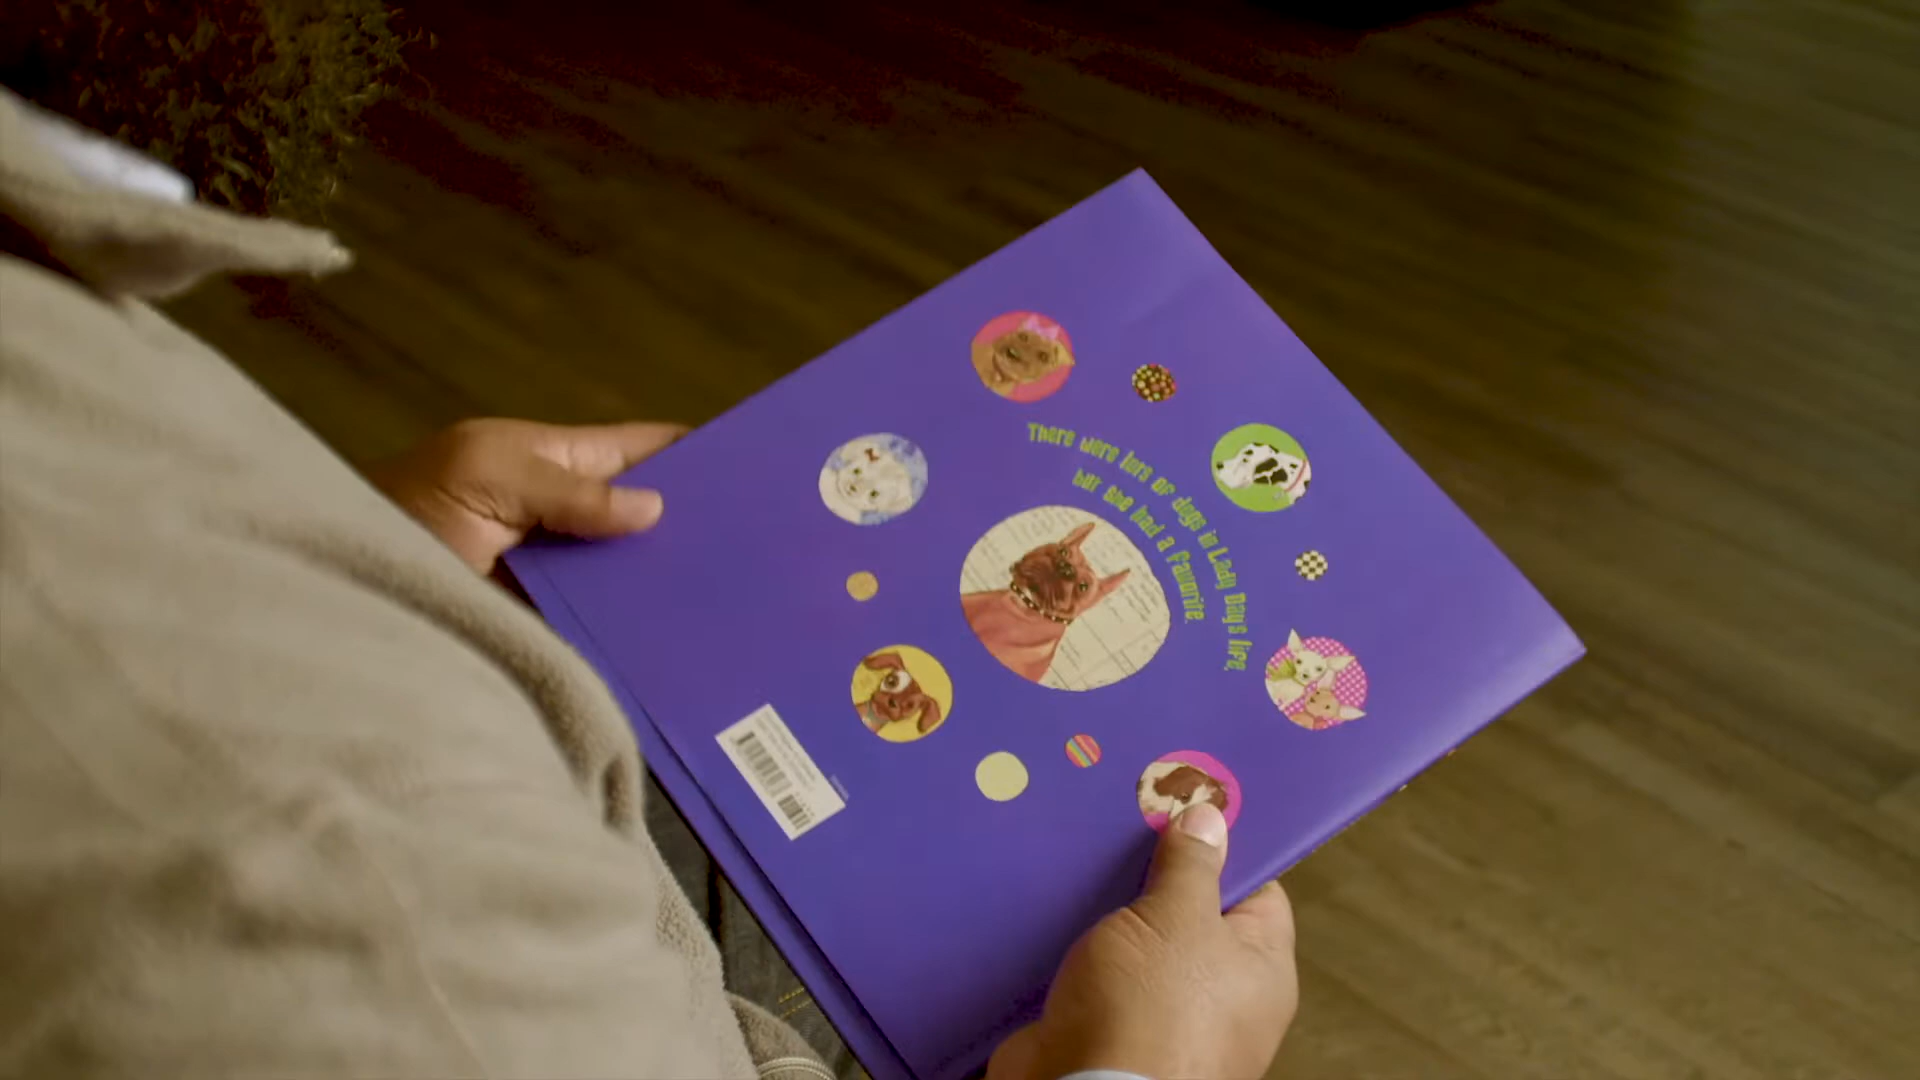 There were lots of dogs in Lady Day's life,
but she had a favorite.